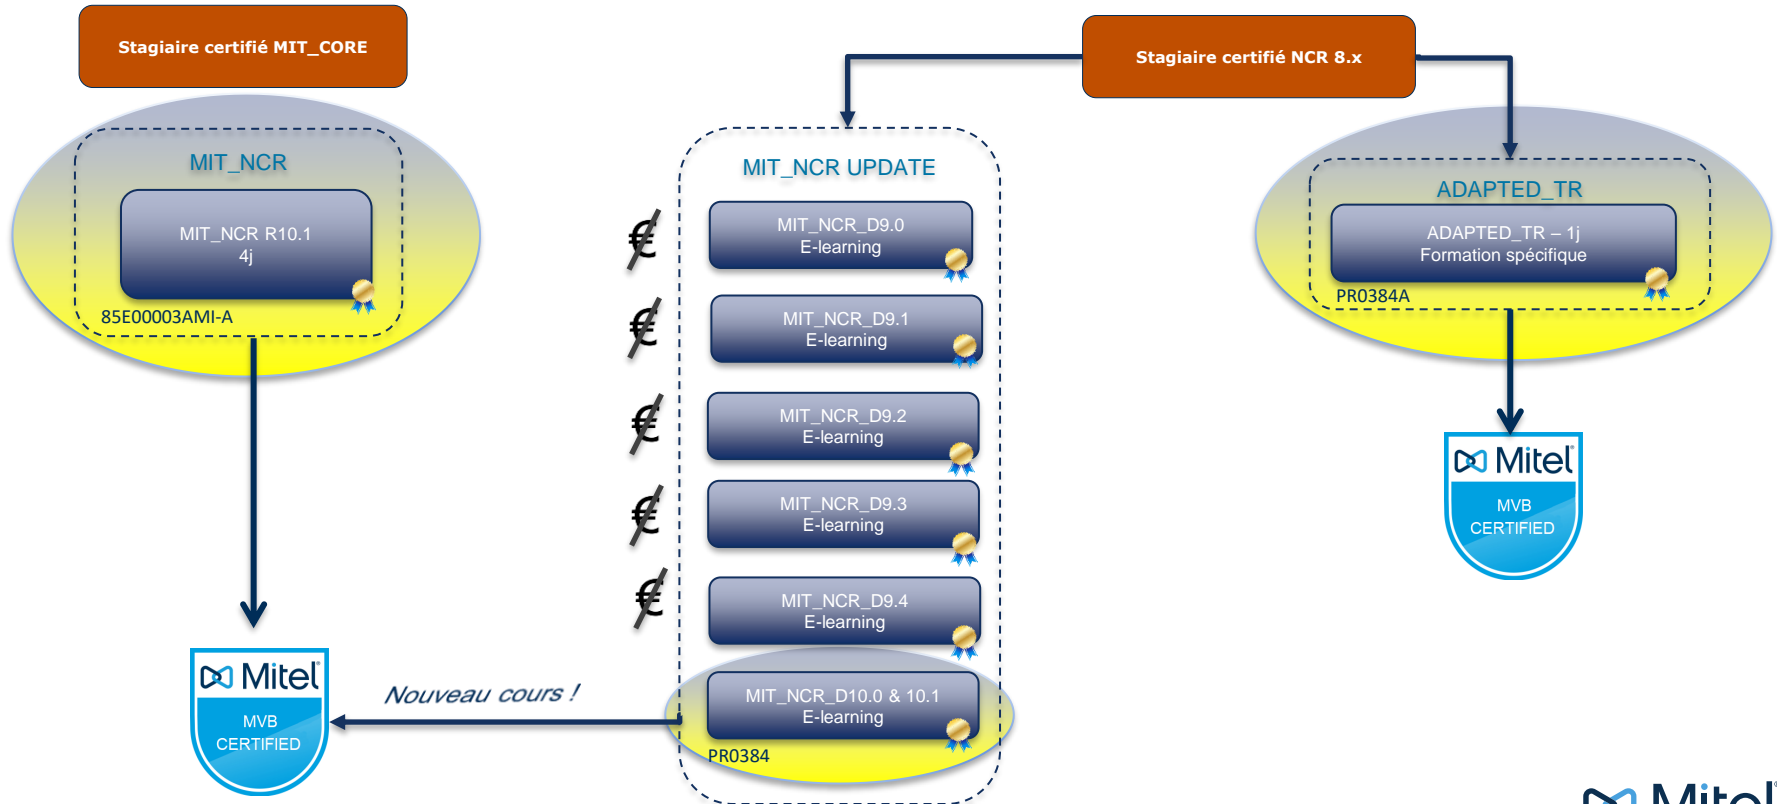 Stagiaire certifié MIT_CORE
MIT_NCR
MIT_NCR R10.1
4j
85E00003AMI-A
Mitel
MVB
CERTIFIED
Nouveau cours !
Stagiaire certifié NCR 8.x
MIT_NCR UPDATE
€
MIT_NCR_D9.0
E-learning
€
MIT_NCR_D9.1
E-learning
€
MIT_NCR_D9.2
E-learning
€
MIT_NCR_D9.3
E-learning
€
MIT_NCR_D9.4
E-learning
MIT_NCR_D10.0 & 10.1
E-learning
PR0384
ADAPTED_TR
ADAPTED_TR – 1j
Formation spécifique
PR0384A
Mitel
MVB
CERTIFIED
Mitel